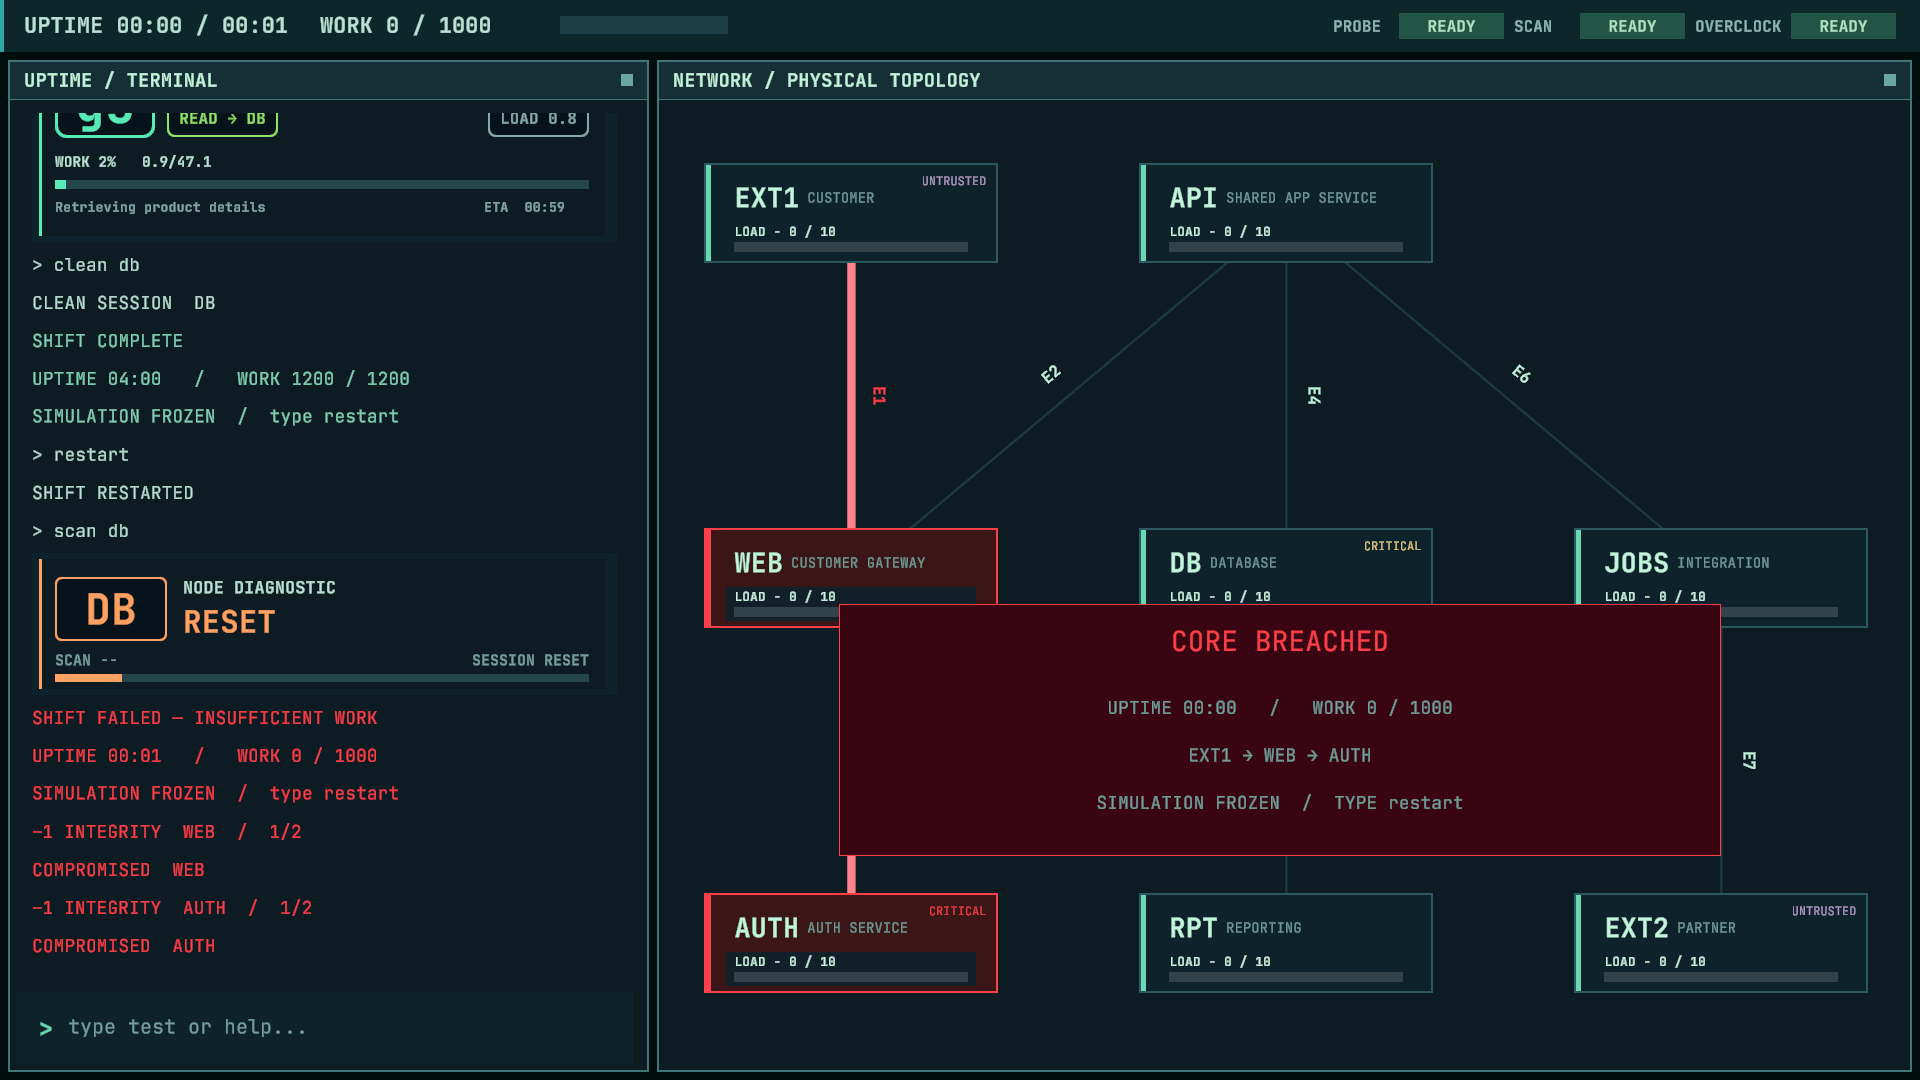 UPTIME 00:00 / 00:01 WORK 0 / 1000
PROBE READY SCAN READY OVERCLOCK READY
UPTIME / TERMINAL
READ → DB LOAD 0.8
WORK 2% 0.9/47.1
Retrieving product details ETA 00:59
> clean db
CLEAN SESSION DB
SHIFT COMPLETE
UPTIME 04:00 / WORK 1200 / 1200
SIMULATION FROZEN / type restart
> restart
SHIFT RESTARTED
> scan db
DB NODE DIAGNOSTIC
RESET
SCAN -- SESSION RESET
SHIFT FAILED — INSUFFICIENT WORK
UPTIME 00:01 / WORK 0 / 1000
SIMULATION FROZEN / type restart
−1 INTEGRITY WEB / 1/2
COMPROMISED WEB
−1 INTEGRITY AUTH / 1/2
COMPROMISED AUTH
> type test or help...
NETWORK / PHYSICAL TOPOLOGY
UNTRUSTED
EXT1 CUSTOMER
LOAD - 0 / 10
API SHARED APP SERVICE
LOAD - 0 / 10
E1
E2
E4
E6
WEB CUSTOMER GATEWAY
LOAD - 0 / 10
CRITICAL
DB DATABASE
LOAD - 0 / 10
JOBS INTEGRATION
LOAD - 0 / 10
CORE BREACHED
UPTIME 00:00 / WORK 0 / 1000
EXT1 → WEB → AUTH
SIMULATION FROZEN / TYPE restart
E7
CRITICAL
AUTH AUTH SERVICE
LOAD - 0 / 10
RPT REPORTING
LOAD - 0 / 10
UNTRUSTED
EXT2 PARTNER
LOAD - 0 / 10